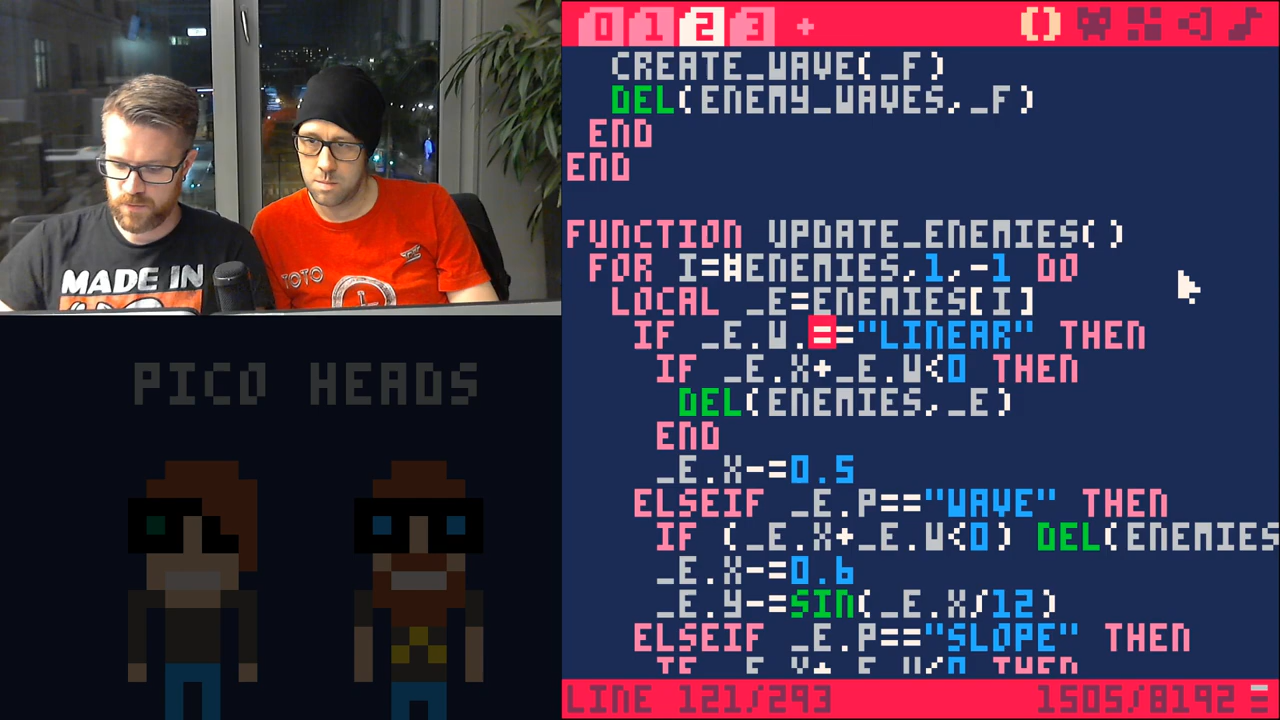 0 1 2 3 +
CREATE_WAVE(_F)
DEL(ENEMY_WAVES,_F)
END
END
FUNCTION UPDATE_ENEMIES()
FOR I=#ENEMIES,1,-1 DO
LOCAL _E=ENEMIES[I]
IF _E.W.=="LINEAR" THEN
IF _E.X+_E.W<0 THEN
DEL(ENEMIES,_E)
END
_E.X-=0.5
ELSEIF _E.P=="WAVE" THEN
IF (_E.X+_E.W<0) DEL(ENEMIES
_E.X-=0.6
_E.Y-=SIN(_E.X/12)
ELSEIF _E.P=="SLOPE" THEN
LINE 121/293 1505/8192
MADE IN
TOTO
PICO HEADS